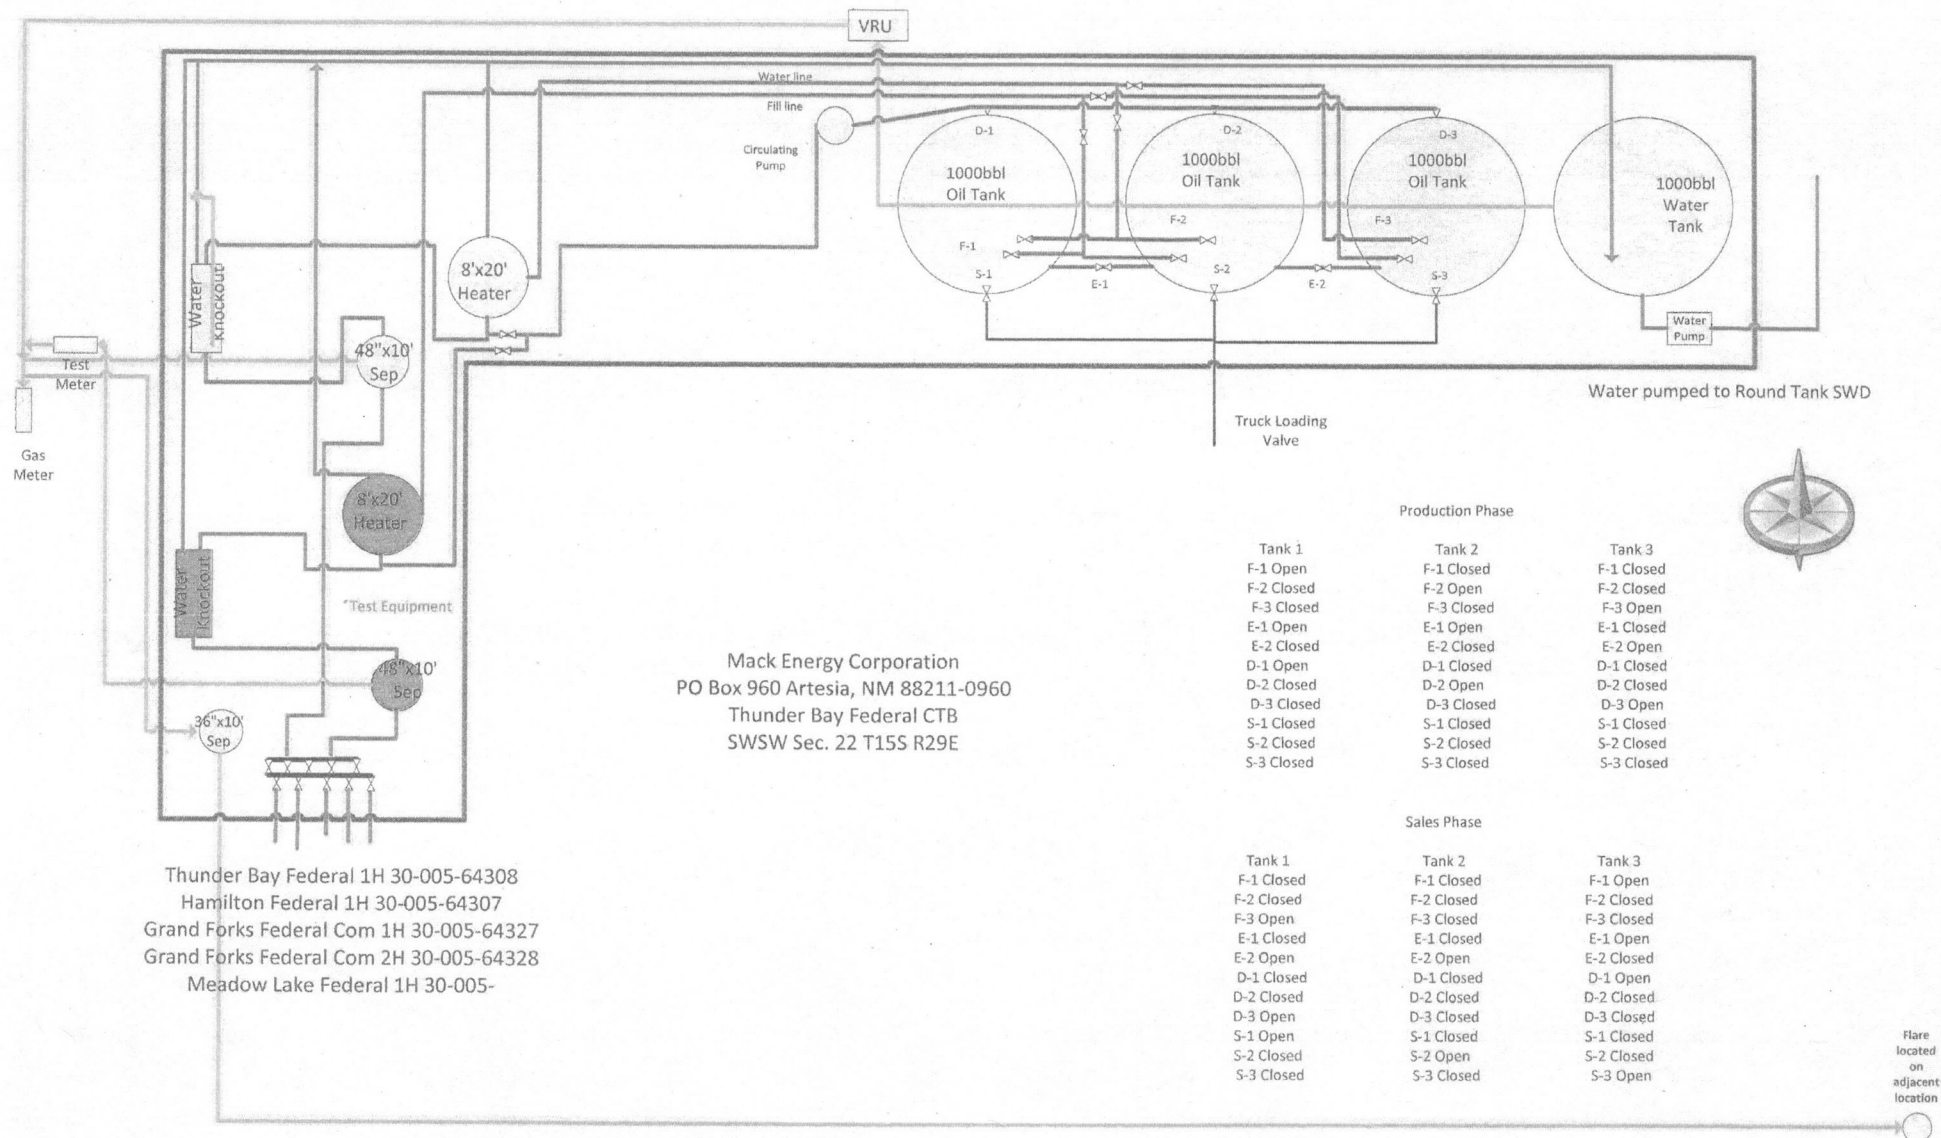 VRU
Water line
Fill line
Circulating
Pump
D-1
D-2
D-3
1000bbl
Oil Tank
1000bbl
Oil Tank
1000bbl
Oil Tank
1000bbl
Water
Tank
F-1
F-2
F-3
S-1
S-2
S-3
E-1
E-2
Water
Pump
8'x20'
Heater
Water
Knockout
48"x10'
Sep
Test
Meter
Gas
Meter
Water pumped to Round Tank SWD
Truck Loading
Valve
8'x20'
Heater
Water
Knockout
*Test Equipment
48"x10'
Sep
36"x10'
Sep
Mack Energy Corporation
PO Box 960 Artesia, NM 88211-0960
Thunder Bay Federal CTB
SWSW Sec. 22 T15S R29E
Thunder Bay Federal 1H 30-005-64308
Hamilton Federal 1H 30-005-64307
Grand Forks Federal Com 1H 30-005-64327
Grand Forks Federal Com 2H 30-005-64328
Meadow Lake Federal 1H 30-005-
Production Phase
Tank 1 Tank 2 Tank 3
F-1 Open F-1 Closed F-1 Closed
F-2 Closed F-2 Open F-2 Closed
F-3 Closed F-3 Closed F-3 Open
E-1 Open E-1 Open E-1 Closed
E-2 Closed E-2 Closed E-2 Open
D-1 Open D-1 Closed D-1 Closed
D-2 Closed D-2 Open D-2 Closed
D-3 Closed D-3 Closed D-3 Open
S-1 Closed S-1 Closed S-1 Closed
S-2 Closed S-2 Closed S-2 Closed
S-3 Closed S-3 Closed S-3 Closed
Sales Phase
Tank 1 Tank 2 Tank 3
F-1 Closed F-1 Closed F-1 Open
F-2 Closed F-2 Closed F-2 Closed
F-3 Open F-3 Closed F-3 Closed
E-1 Closed E-1 Closed E-1 Open
E-2 Open E-2 Open E-2 Closed
D-1 Closed D-1 Closed D-1 Open
D-2 Closed D-2 Closed D-2 Closed
D-3 Open D-3 Closed D-3 Closed
S-1 Open S-1 Closed S-1 Closed
S-2 Closed S-2 Open S-2 Closed
S-3 Closed S-3 Closed S-3 Open
Flare
located
on
adjacent
location